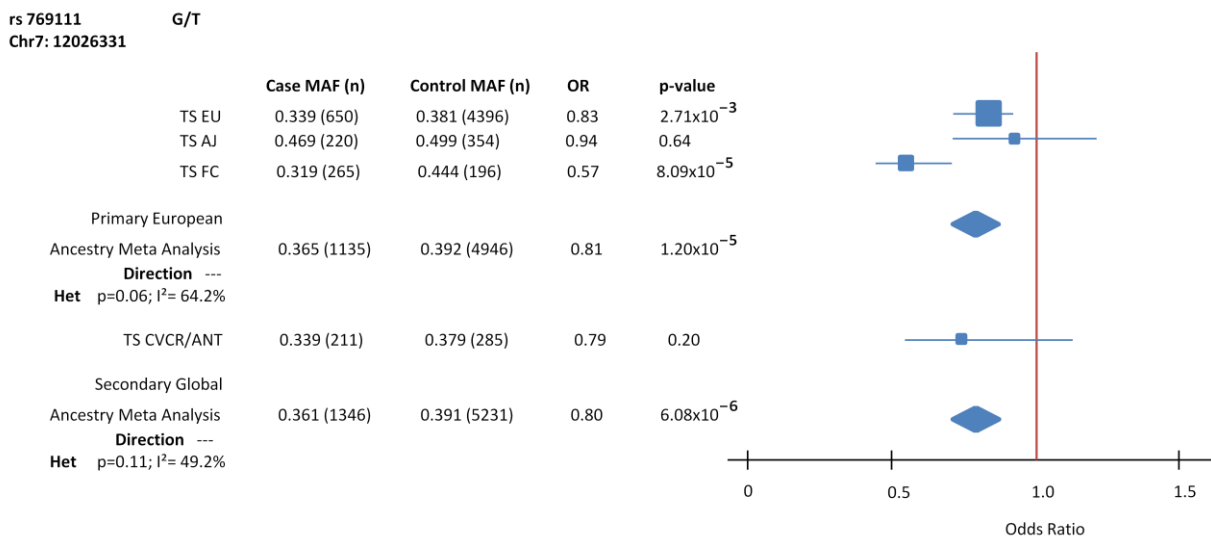 rs 769111 G/T
Chr7: 12026331
Case MAF (n) Control MAF (n) OR p-value
TS EU 0.339 (650) 0.381 (4396) 0.83 2.71x10⁻³
TS AJ 0.469 (220) 0.499 (354) 0.94 0.64
TS FC 0.319 (265) 0.444 (196) 0.57 8.09x10⁻⁵
Primary European
Ancestry Meta Analysis 0.365 (1135) 0.392 (4946) 0.81 1.20x10⁻⁵
Direction ---
Het p=0.06; I²= 64.2%
TS CVCR/ANT 0.339 (211) 0.379 (285) 0.79 0.20
Secondary Global
Ancestry Meta Analysis 0.361 (1346) 0.391 (5231) 0.80 6.08x10⁻⁶
Direction ---
Het p=0.11; I²= 49.2%
0 0.5 1.0 1.5
Odds Ratio